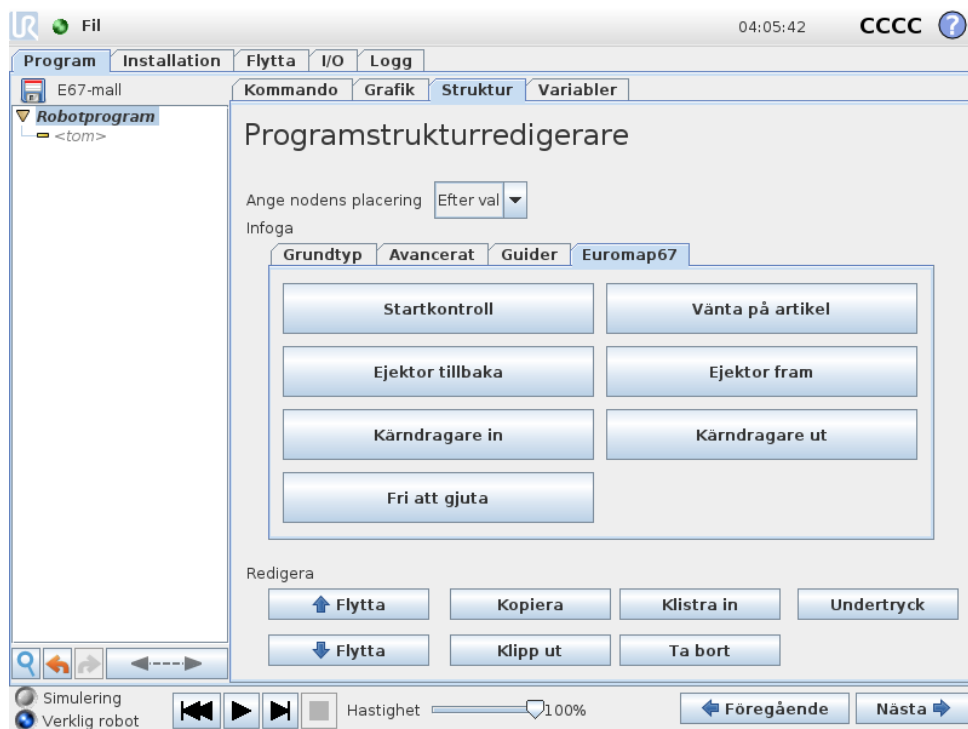 UR Fil 04:05:42 CCCC ?
Program Installation Flytta I/O Logg
E67-mall
Kommando Grafik Struktur Variabler
Robotprogram
<tom>
Programstrukturredigerare
Ange nodens placering Efter val
Infoga
Grundtyp Avancerat Guider Euromap67
Startkontroll Vänta på artikel
Ejektor tillbaka Ejektor fram
Kärndragare in Kärndragare ut
Fri att gjuta
Redigera
Flytta Kopiera Klistra in Undertryck
Flytta Klipp ut Ta bort
Simulering
Verklig robot
Hastighet 100%
Föregående Nästa